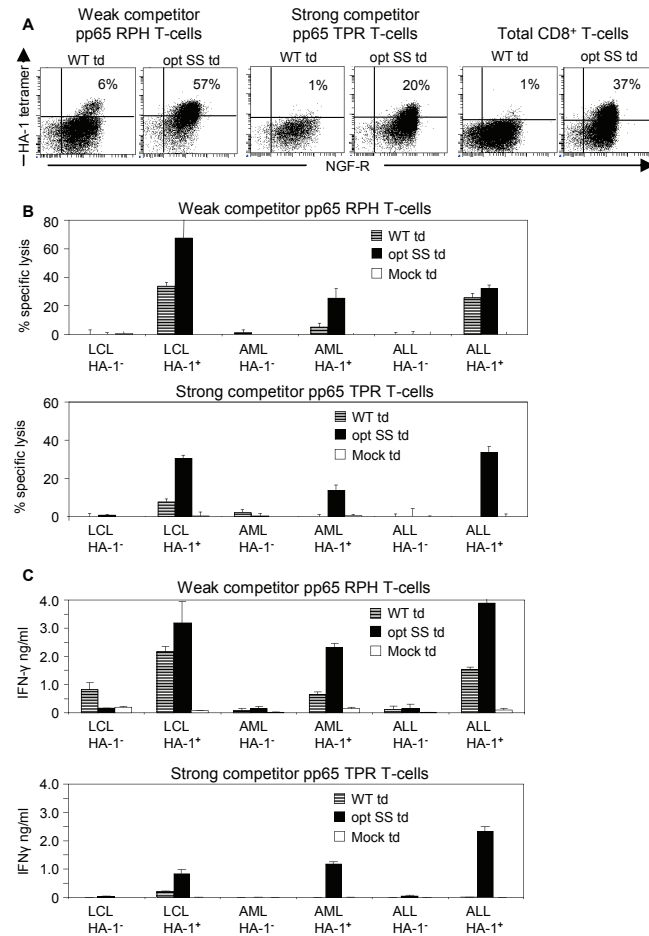 A
Weak competitor
pp65 RPH T-cells
Strong competitor
pp65 TPR T-cells
Total CD8⁺ T-cells
WT td
opt SS td
WT td
opt SS td
WT td
opt SS td
6%
57%
1%
20%
1%
37%
HA-1 tetramer
NGF-R
B
Weak competitor pp65 RPH T-cells
% specific lysis
80
60
40
20
0
WT td
opt SS td
Mock td
LCL LCL AML AML ALL ALL
HA-1⁻ HA-1⁺ HA-1⁻ HA-1⁺ HA-1⁻ HA-1⁺
Strong competitor pp65 TPR T-cells
% specific lysis
60
40
20
0
WT td
opt SS td
Mock td
LCL LCL AML AML ALL ALL
HA-1⁻ HA-1⁺ HA-1⁻ HA-1⁺ HA-1⁻ HA-1⁺
C
Weak competitor pp65 RPH T-cells
IFN-γ ng/ml
4.0
3.0
2.0
1.0
0
WT td
opt SS td
Mock td
LCL LCL AML AML ALL ALL
HA-1⁻ HA-1⁺ HA-1⁻ HA-1⁺ HA-1⁻ HA-1⁺
Strong competitor pp65 TPR T-cells
IFNγ ng/ml
4.0
3.0
2.0
1.0
0
WT td
opt SS td
Mock td
LCL LCL AML AML ALL ALL
HA-1⁻ HA-1⁺ HA-1⁻ HA-1⁺ HA-1⁻ HA-1⁺